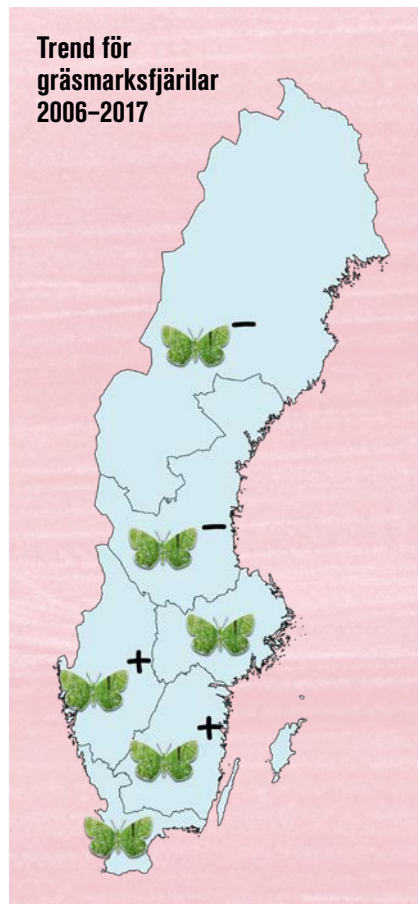 Trend för
gräsmarksfjärilar
2006–2017
–
–
+
+